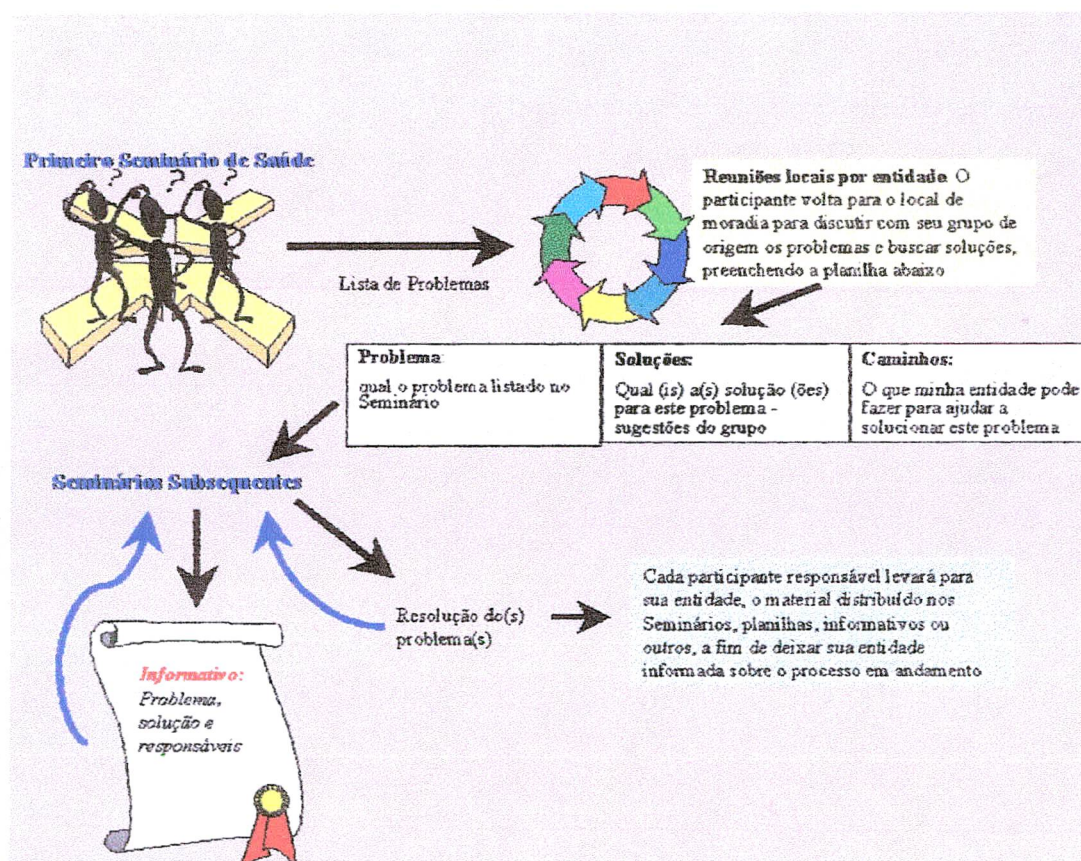 Primeiro Seminário de Saúde
? ? ?
Lista de Problemas
Reuniões locais por entidade O
participante volta para o local de
moradia para discutir com seu grupo de
origem os problemas e buscar soluções,
preenchendo a planilha abaixo
Problema:
qual o problema listado no
Seminário
Soluções:
Qual (is) a(s) solução (ões)
para este problema -
sugestões do grupo
Caminhos:
O que minha entidade pode
fazer para ajudar a
solucionar este problema
Seminários Subsequentes
Resolução do(s)
problema(s)
Cada participante responsável levará para
sua entidade, o material distribuído nos
Seminários, planilhas, informativos ou
outros, a fim de deixar sua entidade
informada sobre o processo em andamento
Informativo:
Problema,
solução e
responsáveis